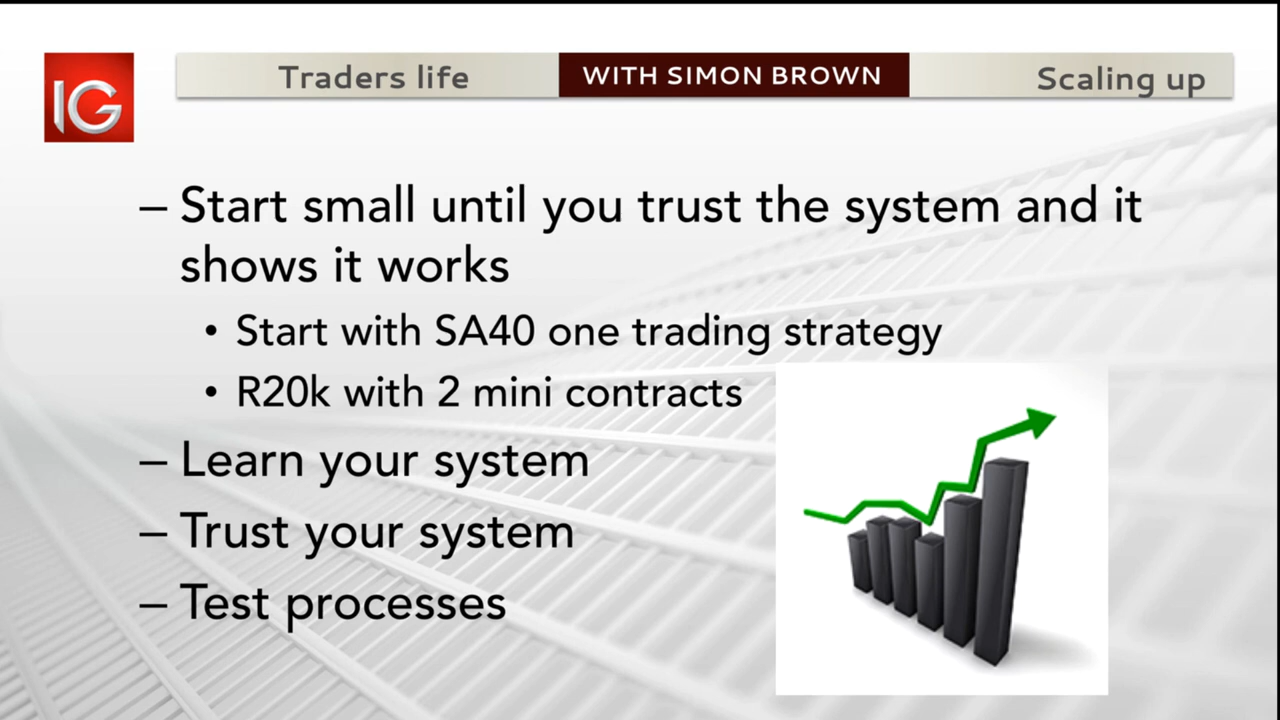 IG
Traders life
WITH SIMON BROWN
Scaling up
– Start small until you trust the system and it
shows it works
• Start with SA40 one trading strategy
• R20k with 2 mini contracts
– Learn your system
– Trust your system
– Test processes